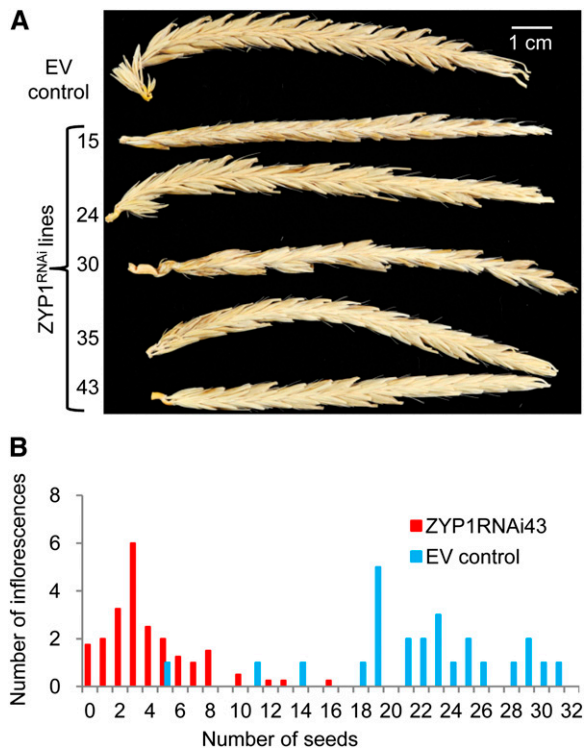 A
EV
control
1 cm
15
24
30
35
43
ZYP1RNAi lines
B
Number of inflorescences
8
6
4
2
0
ZYP1RNAi43
EV control
0 2 4 6 8 10 12 14 16 18 20 22 24 26 28 30 32
Number of seeds